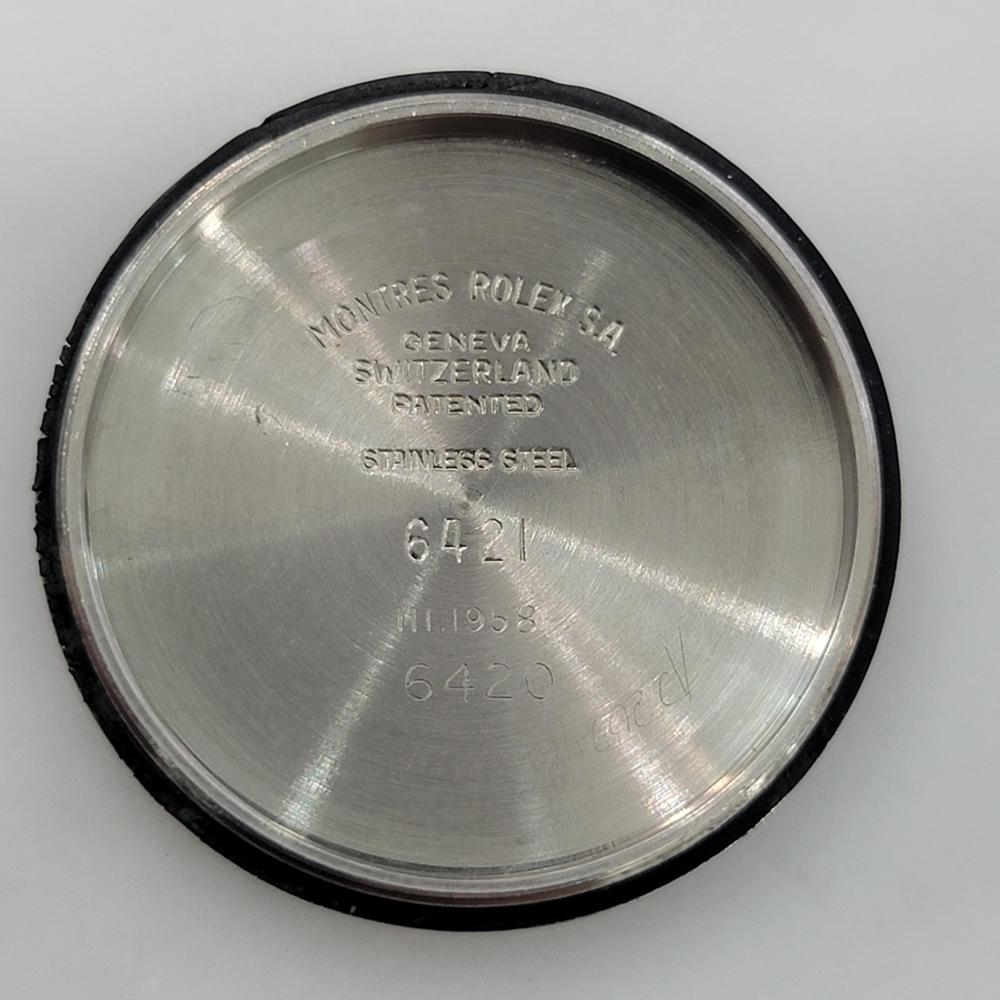 MONTRES ROLEX S.A.
GENEVA
SWITZERLAND
PATENTED
STAINLESS STEEL
6421
III.1958
6420